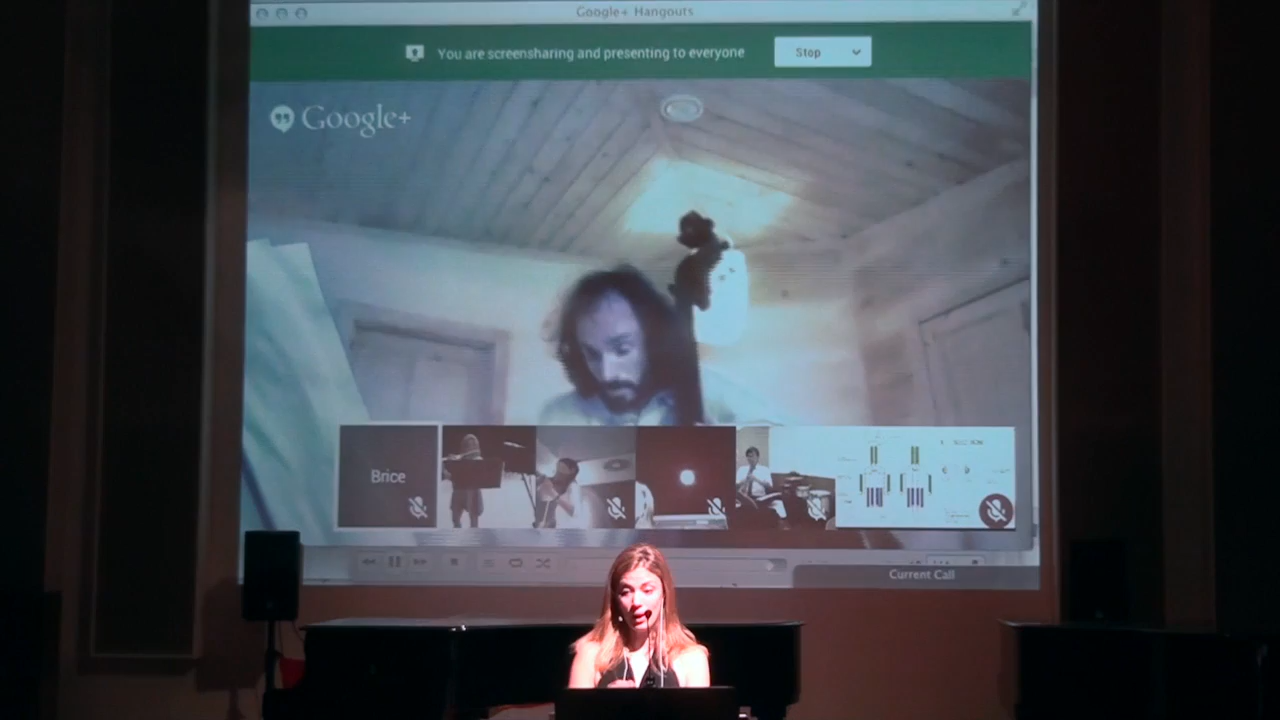 Google+ Hangouts
You are screensharing and presenting to everyone
Stop
Google+
Brice
Current Call